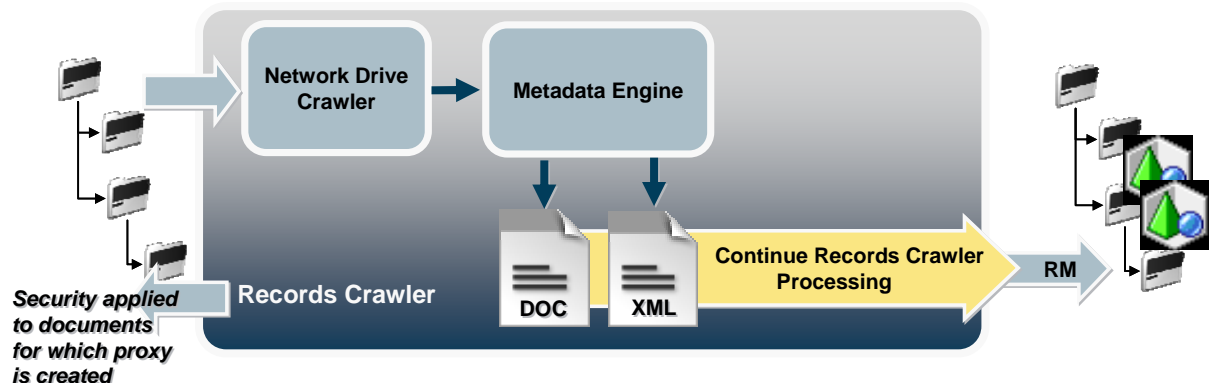 Network Drive
Crawler
Metadata Engine
DOC
XML
Continue Records Crawler
Processing
RM
Records Crawler
Security applied
to documents
for which proxy
is created